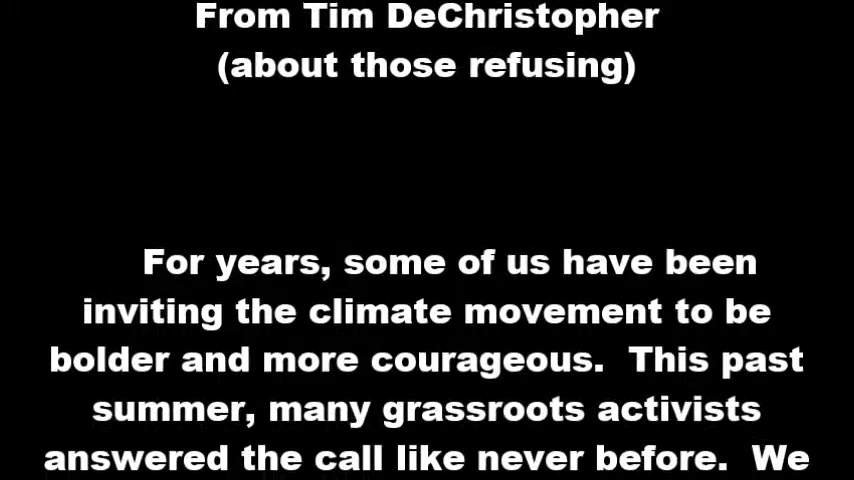 From Tim DeChristopher
(about those refusing)
For years, some of us have been
inviting the climate movement to be
bolder and more courageous.  This past
summer, many grassroots activists
answered the call like never before.  We